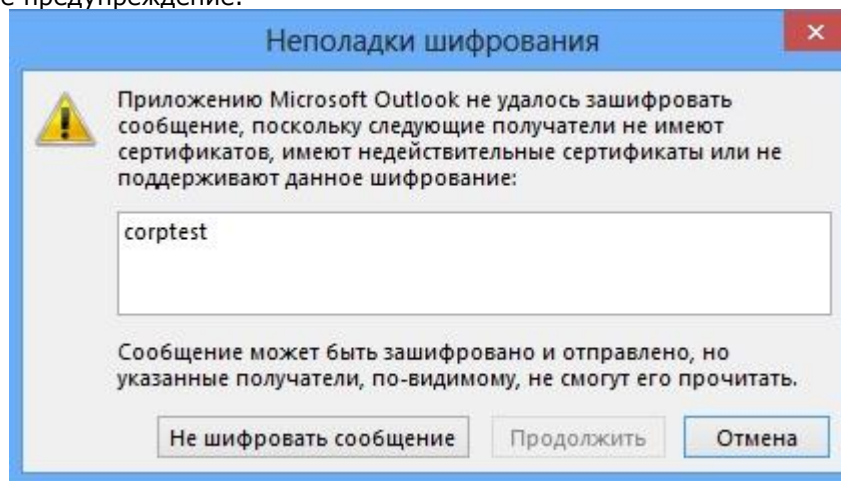 е предупреждение:
Неполадки шифрования
Приложению Microsoft Outlook не удалось зашифровать
сообщение, поскольку следующие получатели не имеют
сертификатов, имеют недействительные сертификаты или не
поддерживают данное шифрование:
corptest
Сообщение может быть зашифровано и отправлено, но
указанные получатели, по-видимому, не смогут его прочитать.
Не шифровать сообщение Продолжить Отмена